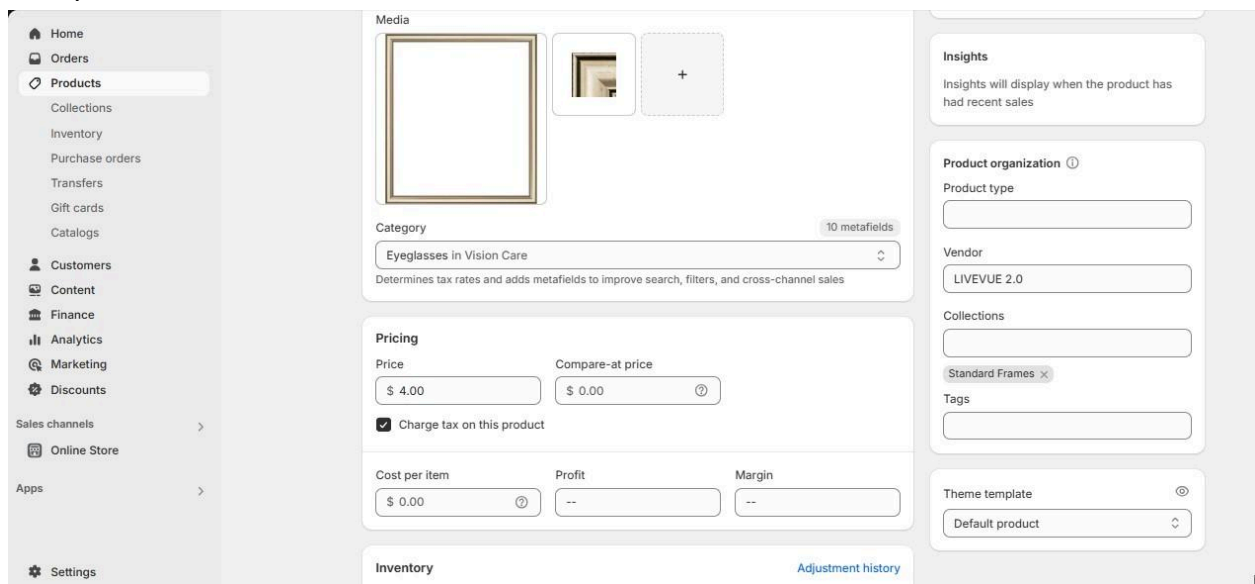 Home
Orders
Products
Collections
Inventory
Purchase orders
Transfers
Gift cards
Catalogs
Customers
Content
Finance
Analytics
Marketing
Discounts
Sales channels
Online Store
Apps
Settings
Media
+
Category
10 metafields
Eyeglasses in Vision Care
Determines tax rates and adds metafields to improve search, filters, and cross-channel sales
Pricing
Price
Compare-at price
$ 4.00
$ 0.00
Charge tax on this product
Cost per item
Profit
Margin
$ 0.00
--
--
Inventory
Adjustment history
Insights
Insights will display when the product has
had recent sales
Product organization
Product type
Vendor
LIVEVUE 2.0
Collections
Standard Frames ×
Tags
Theme template
Default product